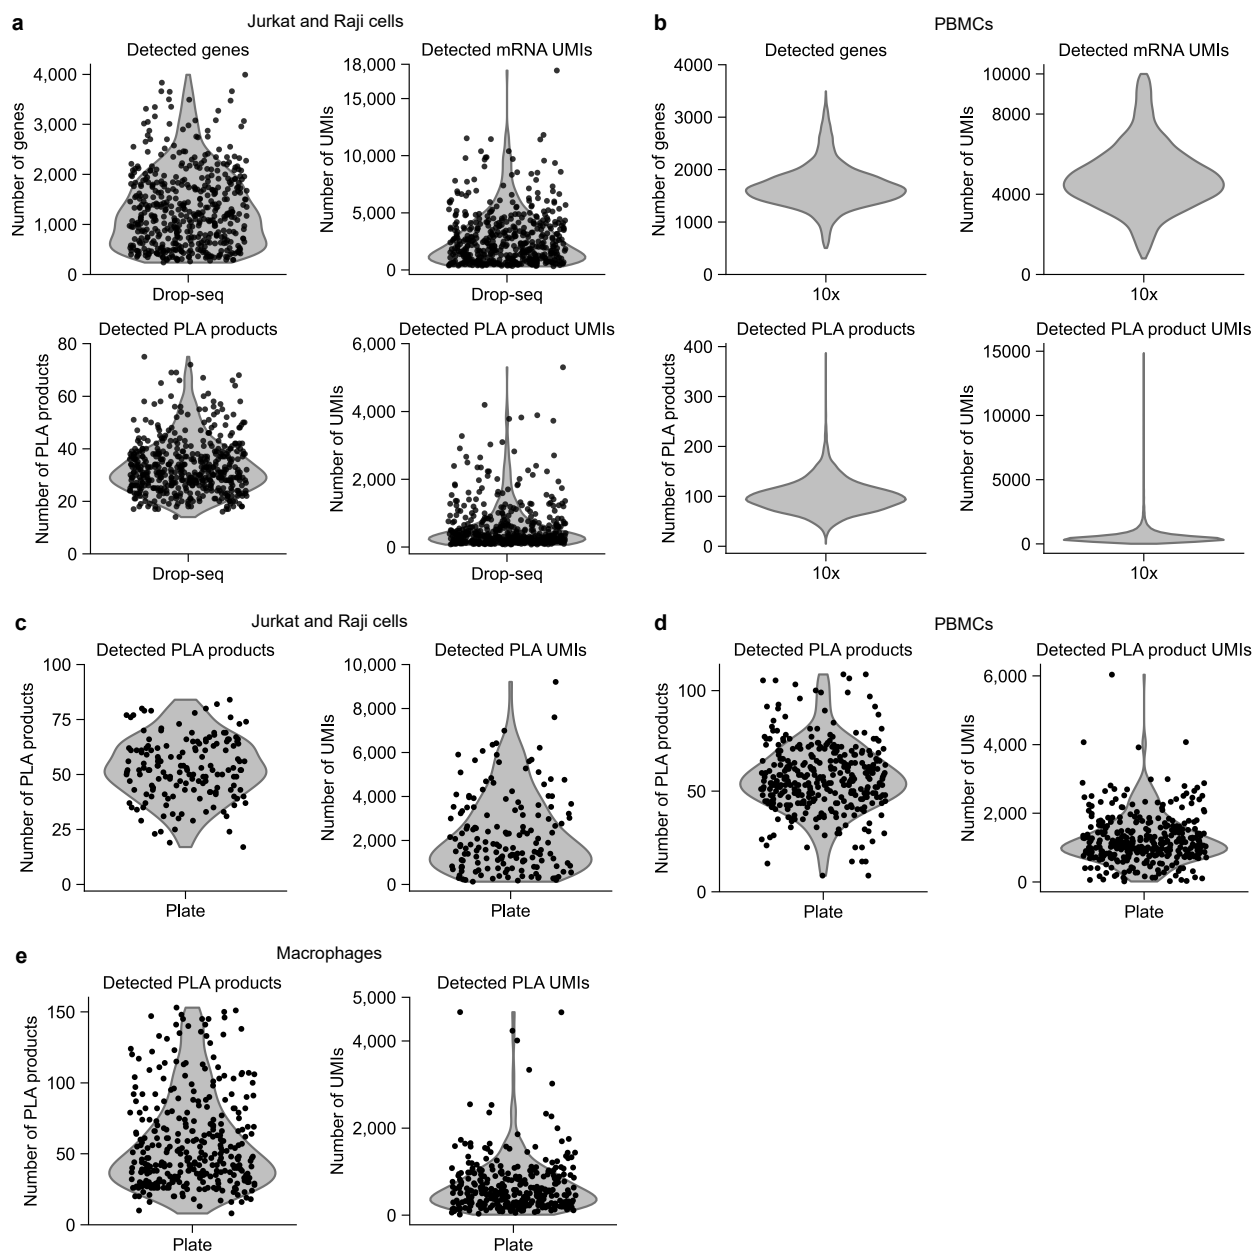 a
Jurkat and Raji cells
Detected genes
Number of genes
4,000
3,000
2,000
1,000
0
Drop-seq
Detected mRNA UMIs
Number of UMIs
18,000
15,000
10,000
5,000
0
Drop-seq
Detected PLA products
Number of PLA products
80
60
40
20
0
Drop-seq
Detected PLA product UMIs
Number of UMIs
6,000
4,000
2,000
0
Drop-seq
b
PBMCs
Detected genes
Number of genes
4000
3000
2000
1000
0
10x
Detected mRNA UMIs
Number of UMIs
10000
8000
4000
0
10x
Detected PLA products
Number of PLA products
400
300
200
100
0
10x
Detected PLA product UMIs
Number of UMIs
15000
10000
5000
0
10x
c
Jurkat and Raji cells
Detected PLA products
Number of PLA products
100
75
50
25
0
Plate
Detected PLA UMIs
Number of UMIs
10,000
8,000
6,000
4,000
2,000
0
Plate
d
PBMCs
Detected PLA products
Number of PLA products
100
50
0
Plate
Detected PLA product UMIs
Number of UMIs
6,000
4,000
2,000
0
Plate
e
Macrophages
Detected PLA products
Number of PLA products
150
100
50
0
Plate
Detected PLA UMIs
Number of UMIs
5,000
4,000
2,000
0
Plate